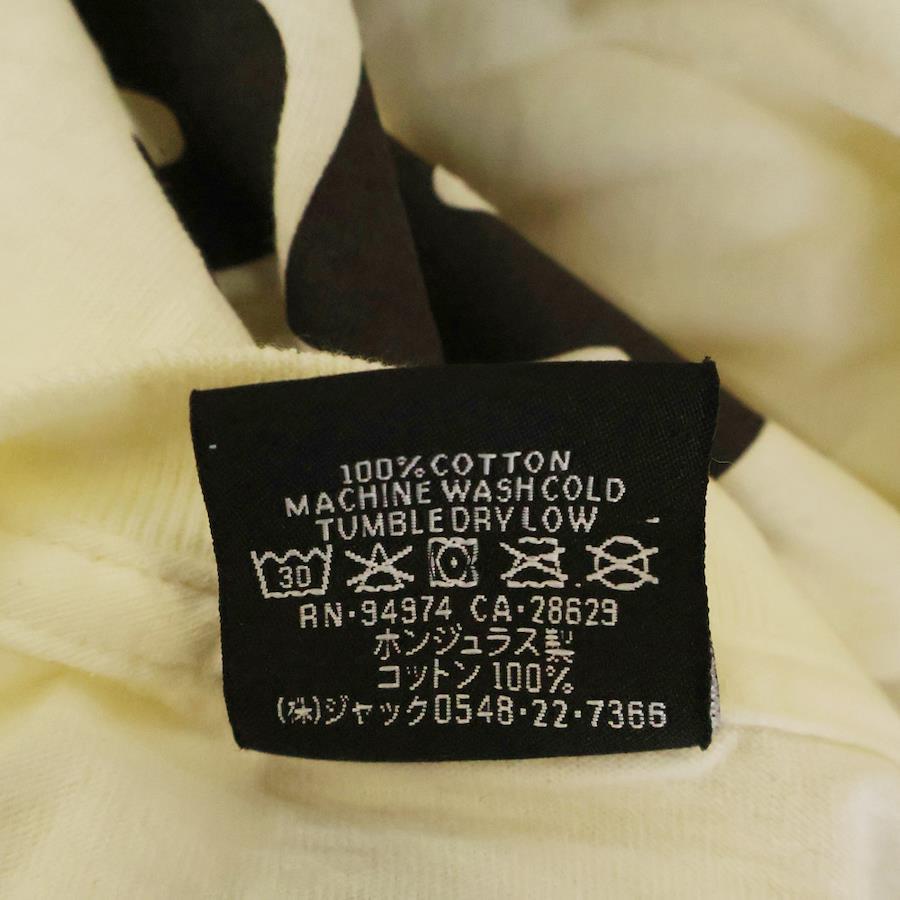 100% COTTON
MACHINE WASH COLD
TUMBLE DRY LOW
30
RN·94974 CA·28629
ホンジュラス製
コットン 100%
(株)ジャック0548·22·7366